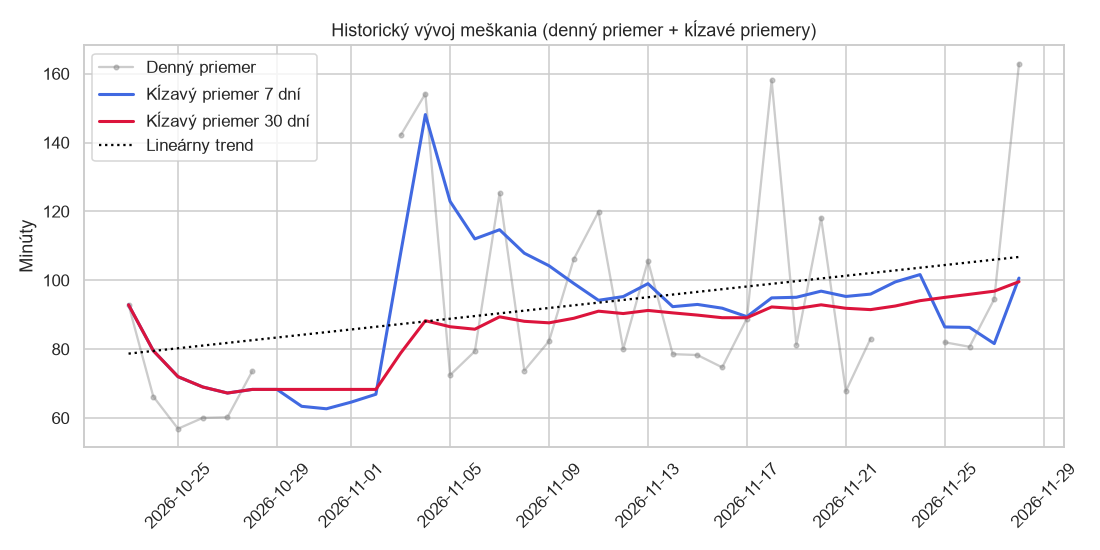 Historický vývoj meškania (denný priemer + kĺzavé priemery)
Denný priemer
Kĺzavý priemer 7 dní
Kĺzavý priemer 30 dní
Lineárny trend
Minúty
160
140
120
100
80
60
2026-10-25
2026-10-29
2026-11-01
2026-11-05
2026-11-09
2026-11-13
2026-11-17
2026-11-21
2026-11-25
2026-11-29